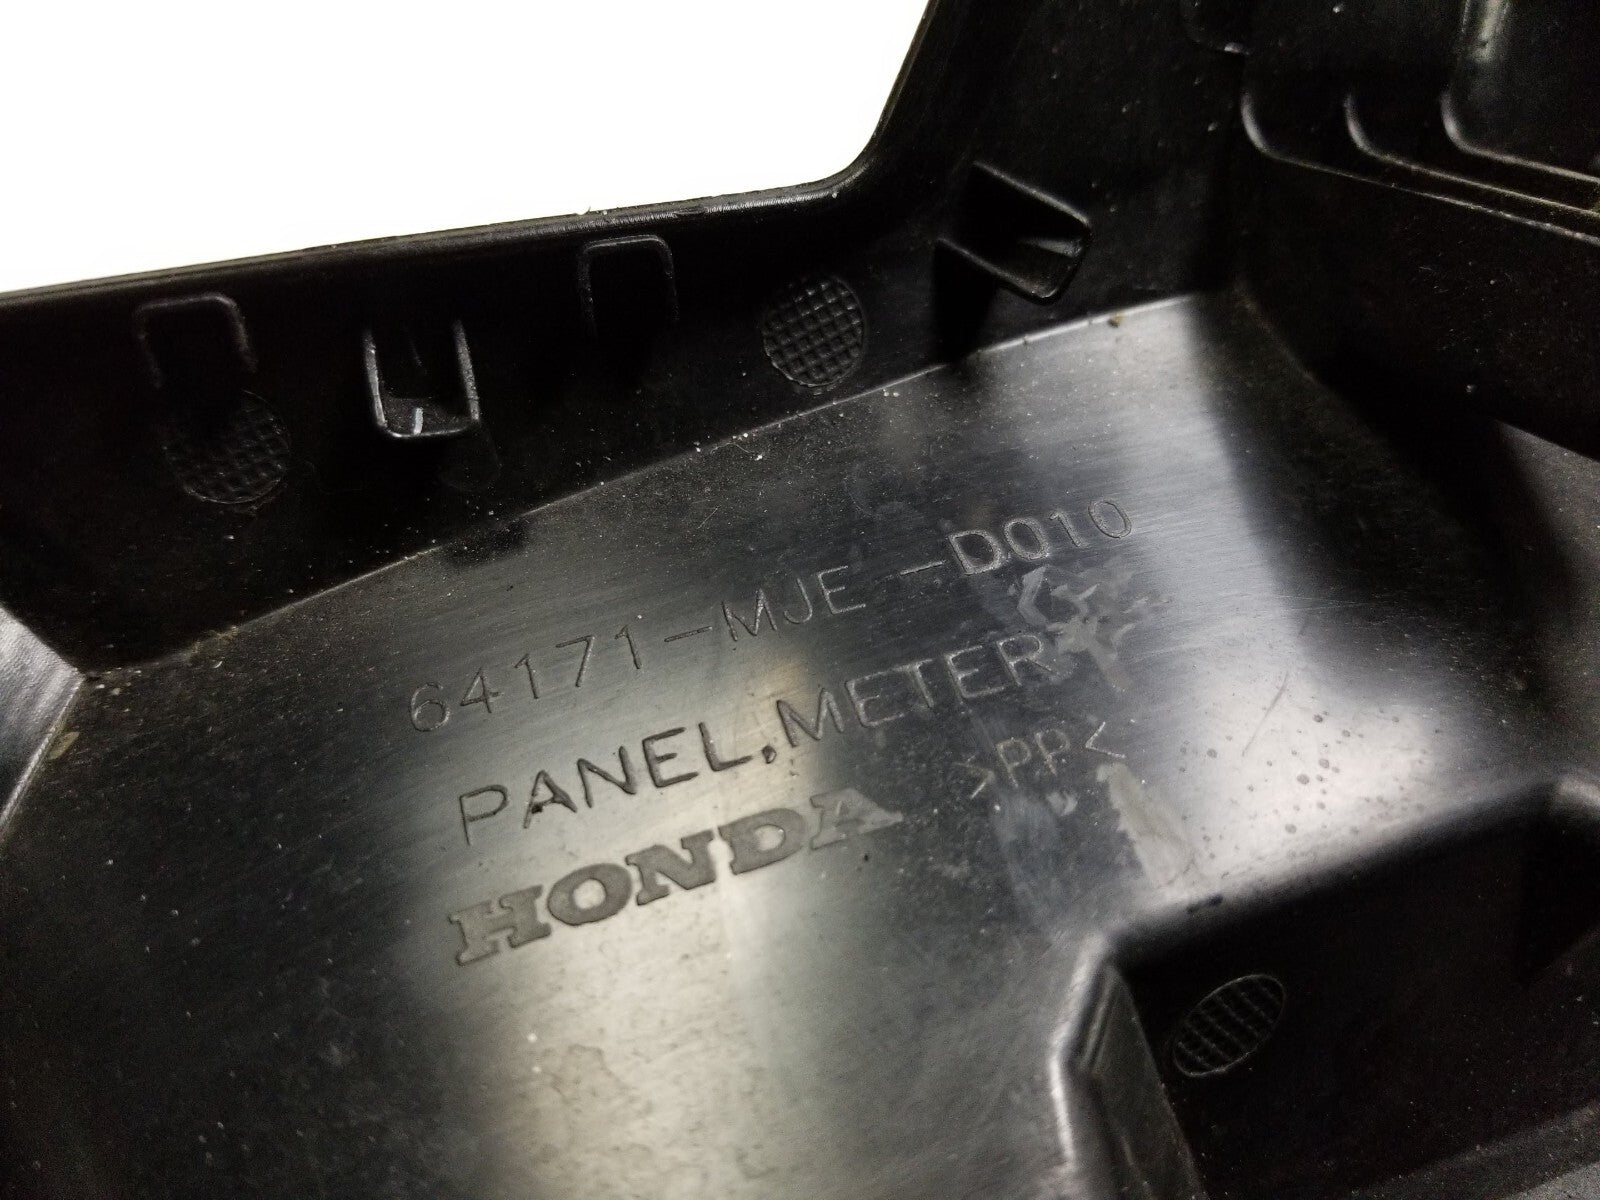 64171-MJE -D010
PANEL,METER
>PP<
HONDA